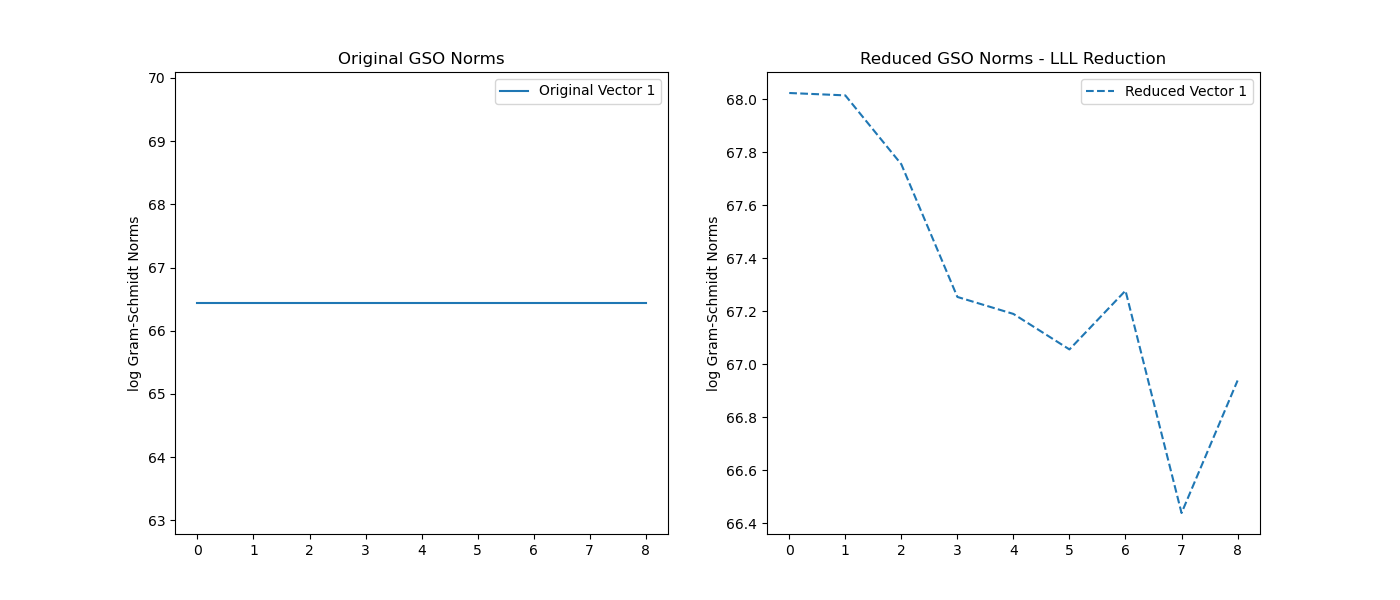 Original GSO Norms
Original Vector 1
log Gram-Schmidt Norms
70
69
68
67
66
65
64
63
0 1 2 3 4 5 6 7 8
Reduced GSO Norms - LLL Reduction
Reduced Vector 1
log Gram-Schmidt Norms
68.0
67.8
67.6
67.4
67.2
67.0
66.8
66.6
66.4
0 1 2 3 4 5 6 7 8